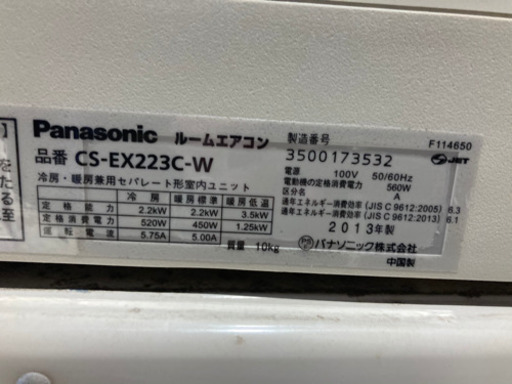 Panasonic ルームエアコン
品番 CS-EX223C-W
冷房・暖房兼用セパレート形室内ユニット
冷房 暖房標準 暖房低温
定格能力 2.2kW 2.2kW 3.5kW
定格消費電力 520W 450W 1.25kW
運転電流 5.75A 5.00A
質量 10kg
製造番号 F114650
3500173532 JET
電源 100V 50/60Hz
電動機の定格消費電力 560W
区分名 A
通年エネルギー消費効率 (JIS C 9612:2005) 6.3
通年エネルギー消費効率 (JIS C 9612:2013) 6.1
2013年製
パナソニック株式会社
中国製
を
たる
至